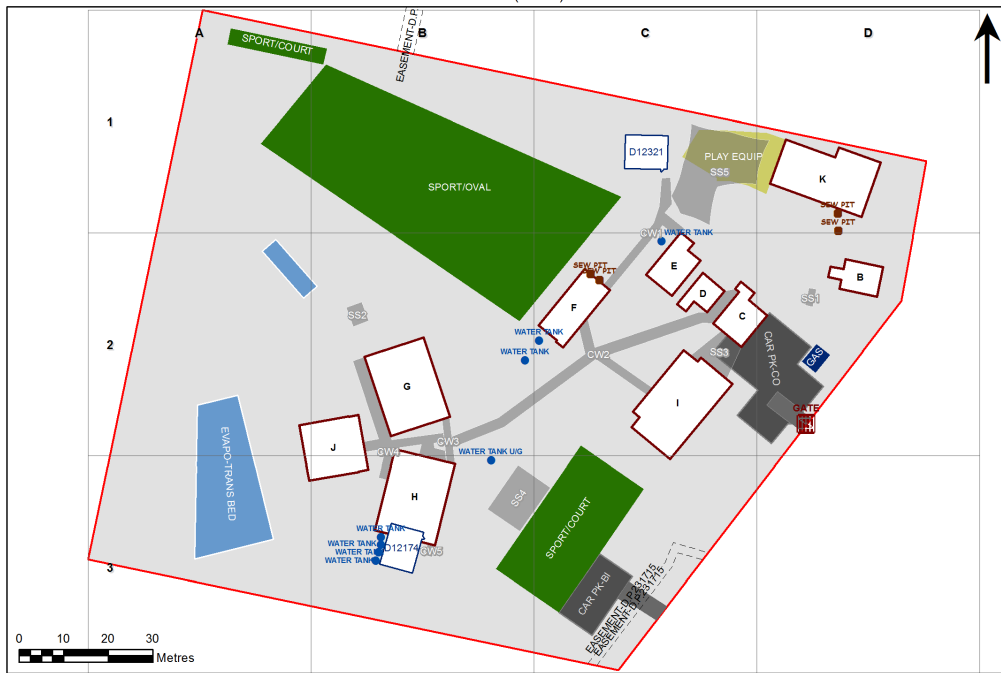 A
B
C
D
SPORT/COURT
EASEMENT-D.P.
1
D12321
PLAY EQUIP
SS5
K
SPORT/OVAL
SEW PIT
SEW PIT
CW1
WATER TANK
E
B
SEW PIT
SEW PIT
D
SS1
F
C
SS2
WATER TANK
2
WATER TANK
CW2
SS3
CAR PK-CO
GAS
G
I
GATE
EVAPO-TRANS BED
J
CW4
CW3
WATER TANK U/G
H
SS4
SPORT/COURT
WATER TANK
WATER TANK
D12174
WATER TANK
WATER TANK
CW5
3
CAR PK-BI
EASEMENT-D.P.231715
EASEMENT-D.P.231715
0 10 20 30
Metres